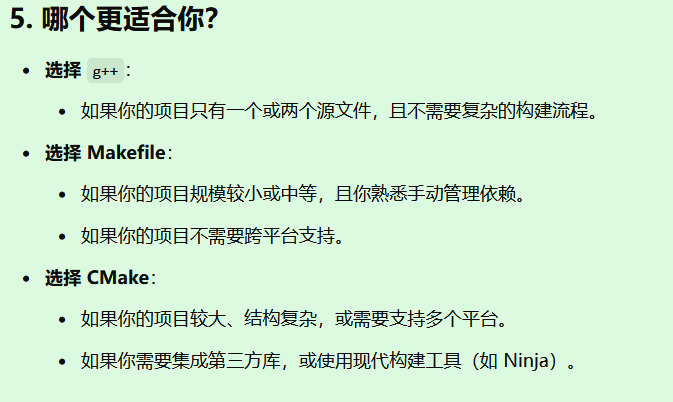 5. 哪个更适合你？
选择 g++：
如果你的项目只有一个或两个源文件，且不需要复杂的构建流程。
选择 Makefile：
如果你的项目规模较小或中等，且你熟悉手动管理依赖。
如果你的项目不需要跨平台支持。
选择 CMake：
如果你的项目较大、结构复杂，或需要支持多个平台。
如果你需要集成第三方库，或使用现代构建工具（如 Ninja）。